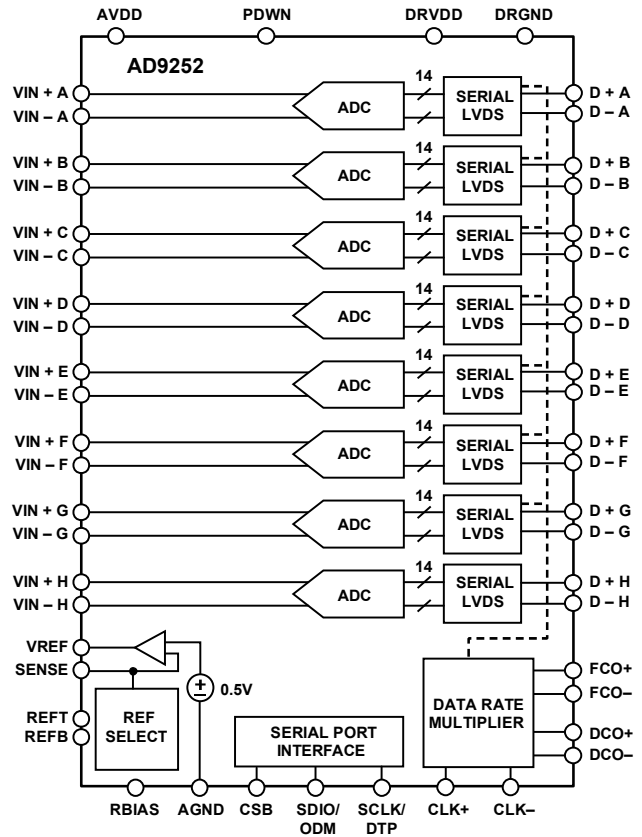 AVDD PDWN DRVDD DRGND
AD9252
VIN + A ADC 14 SERIAL LVDS D + A
VIN – A D – A
VIN + B ADC 14 SERIAL LVDS D + B
VIN – B D – B
VIN + C ADC 14 SERIAL LVDS D + C
VIN – C D – C
VIN + D ADC 14 SERIAL LVDS D + D
VIN – D D – D
VIN + E ADC 14 SERIAL LVDS D + E
VIN – E D – E
VIN + F ADC 14 SERIAL LVDS D + F
VIN – F D – F
VIN + G ADC 14 SERIAL LVDS D + G
VIN – G D – G
VIN + H ADC 14 SERIAL LVDS D + H
VIN – H D – H
VREF
SENSE
0.5V
REFT
REFB
REF
SELECT
SERIAL PORT
INTERFACE
DATA RATE
MULTIPLIER
FCO+
FCO–
DCO+
DCO–
RBIAS AGND CSB SDIO/ODM SCLK/DTP CLK+ CLK–